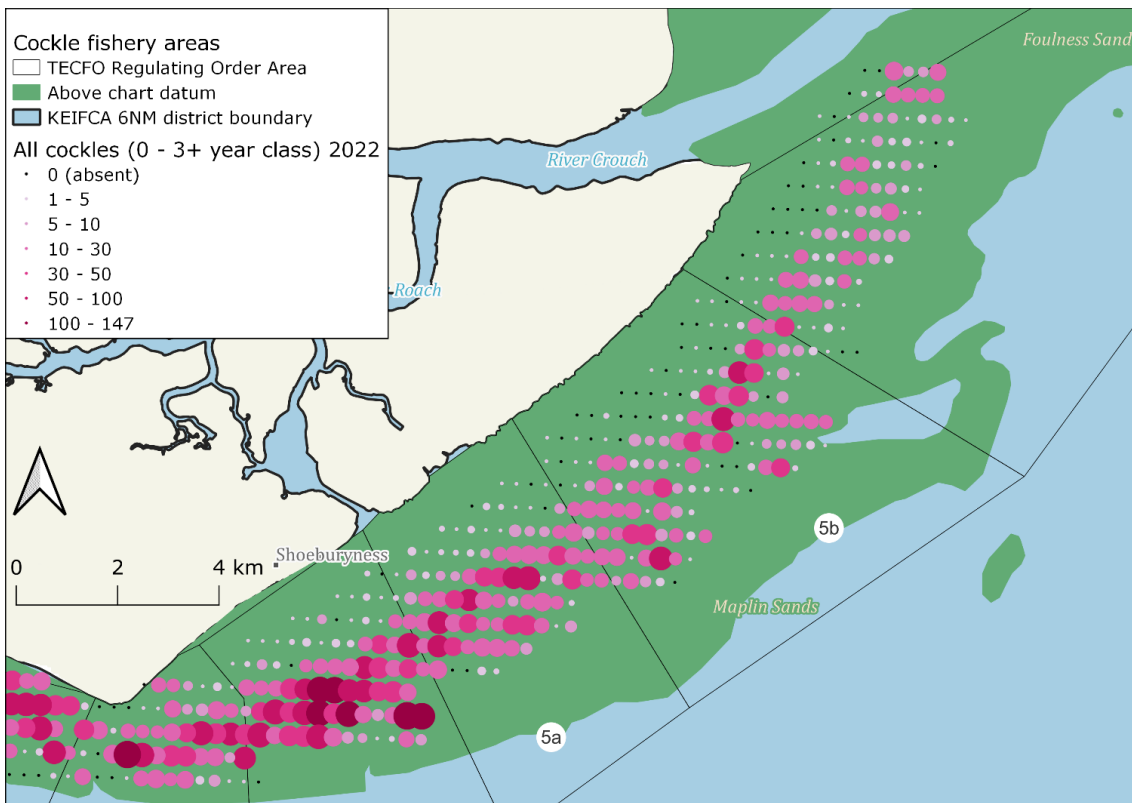 Cockle fishery areas
TECFO Regulating Order Area
Above chart datum
KEIFCA 6NM district boundary
All cockles (0 - 3+ year class) 2022
0 (absent)
1 - 5
5 - 10
10 - 30
30 - 50
50 - 100
100 - 147
Foulness Sand
River Crouch
Roach
5b
Shoeburyness
0 2 4 km
Maplin Sands
5a